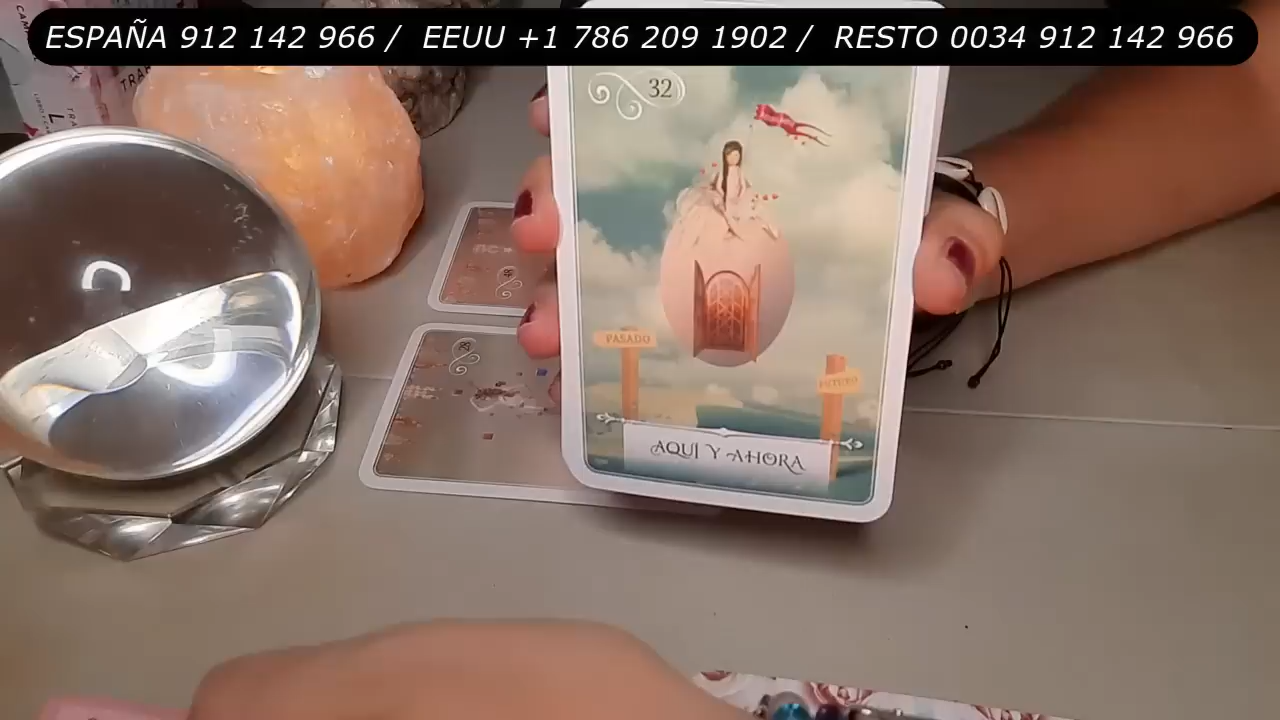 ESPAÑA 912 142 966 / EEUU +1 786 209 1902 / RESTO 0034 912 142 966
32
PASADO
FUTURO
AQUÍ Y AHORA